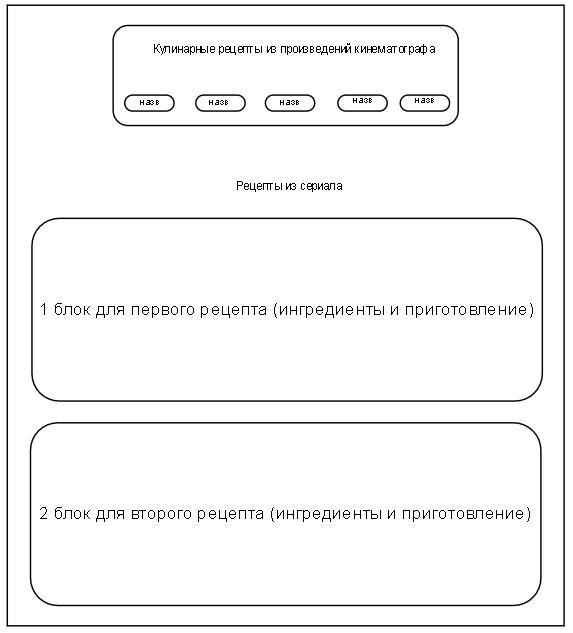 Кулинарные рецепты из произведений кинематографа
назв назв назв назв назв
Рецепты из сериала
1 блок для первого рецепта (ингредиенты и приготовление)
2 блок для второго рецепта (ингредиенты и приготовление)